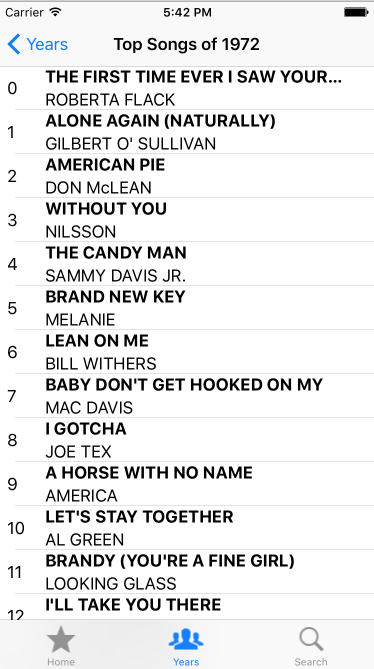 Carrier 5:42 PM
Years Top Songs of 1972
THE FIRST TIME EVER I SAW YOUR...
0
ROBERTA FLACK
ALONE AGAIN (NATURALLY)
1
GILBERT O' SULLIVAN
AMERICAN PIE
2
DON McLEAN
WITHOUT YOU
3
NILSSON
THE CANDY MAN
4
SAMMY DAVIS JR.
BRAND NEW KEY
5
MELANIE
LEAN ON ME
6
BILL WITHERS
BABY DON'T GET HOOKED ON MY
7
MAC DAVIS
I GOTCHA
8
JOE TEX
A HORSE WITH NO NAME
9
AMERICA
LET'S STAY TOGETHER
10
AL GREEN
BRANDY (YOU'RE A FINE GIRL)
11
LOOKING GLASS
I'LL TAKE YOU THERE
12
Home Years Search